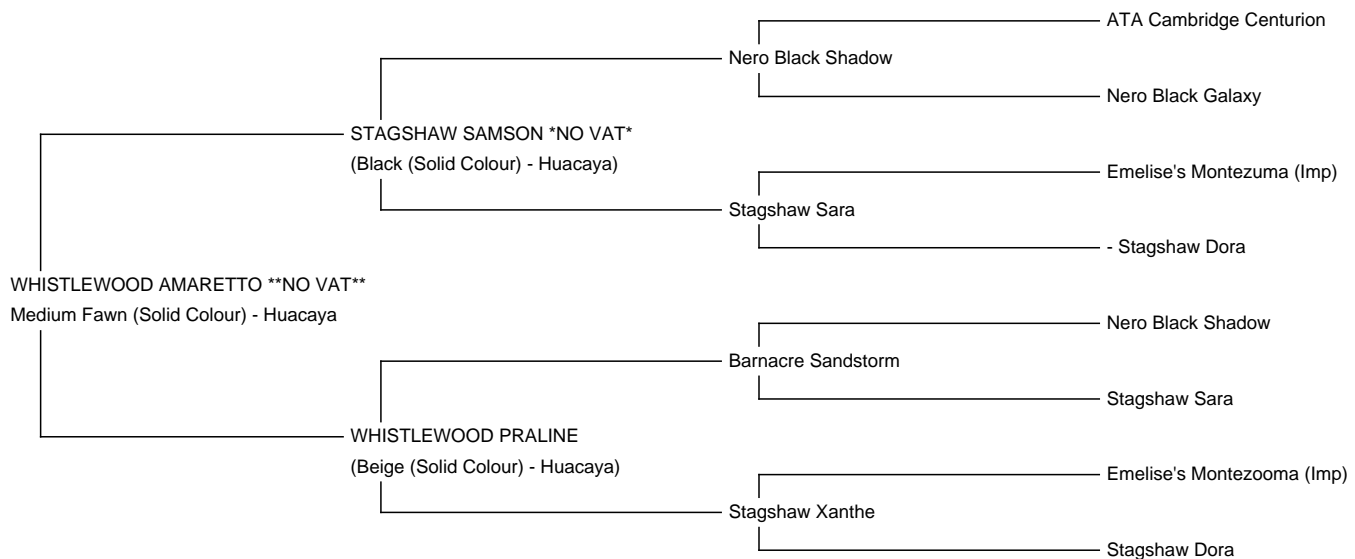 ATA Cambridge Centurion
Nero Black Shadow
Nero Black Galaxy
STAGSHAW SAMSON *NO VAT*
(Black (Solid Colour) - Huacaya)
Emelise's Montezuma (Imp)
Stagshaw Sara
- Stagshaw Dora
WHISTLEWOOD AMARETTO **NO VAT**
Medium Fawn (Solid Colour) - Huacaya
Nero Black Shadow
Barnacre Sandstorm
Stagshaw Sara
WHISTLEWOOD PRALINE
(Beige (Solid Colour) - Huacaya)
Emelise's Montezooma (Imp)
Stagshaw Xanthe
Stagshaw Dora